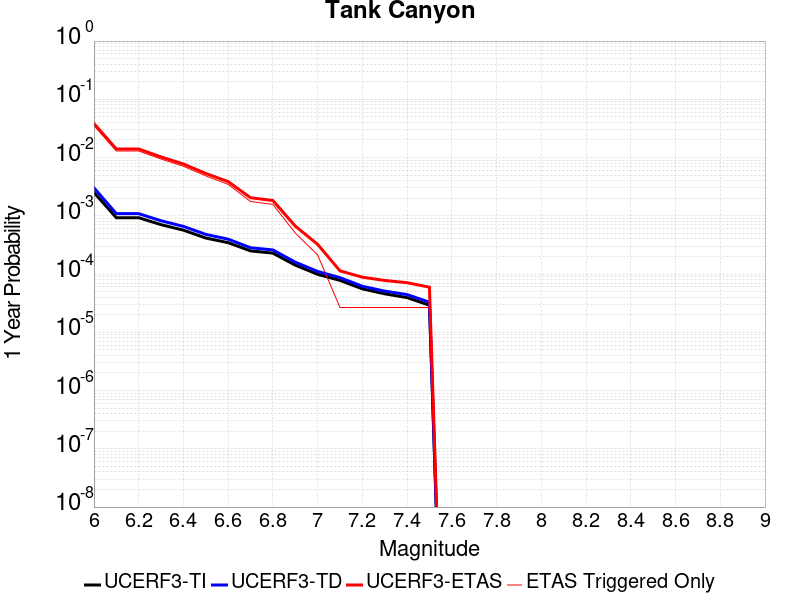 Tank Canyon
10^0
10^-1
10^-2
10^-3
10^-4
10^-5
10^-6
10^-7
10^-8
1 Year Probability
6 6.2 6.4 6.6 6.8 7 7.2 7.4 7.6 7.8 8 8.2 8.4 8.6 8.8 9
Magnitude
UCERF3-TI UCERF3-TD UCERF3-ETAS ETAS Triggered Only